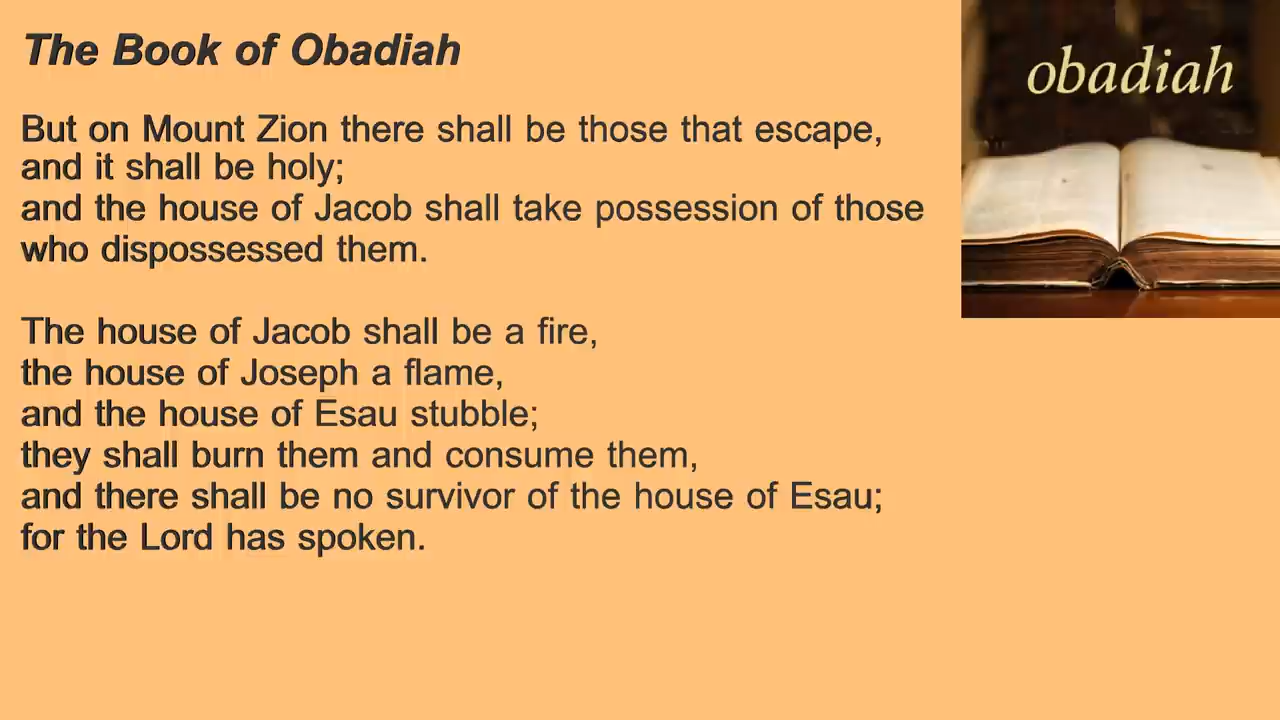 The Book of Obadiah
obadiah
But on Mount Zion there shall be those that escape,
and it shall be holy;
and the house of Jacob shall take possession of those
who dispossessed them.
The house of Jacob shall be a fire,
the house of Joseph a flame,
and the house of Esau stubble;
they shall burn them and consume them,
and there shall be no survivor of the house of Esau;
for the Lord has spoken.